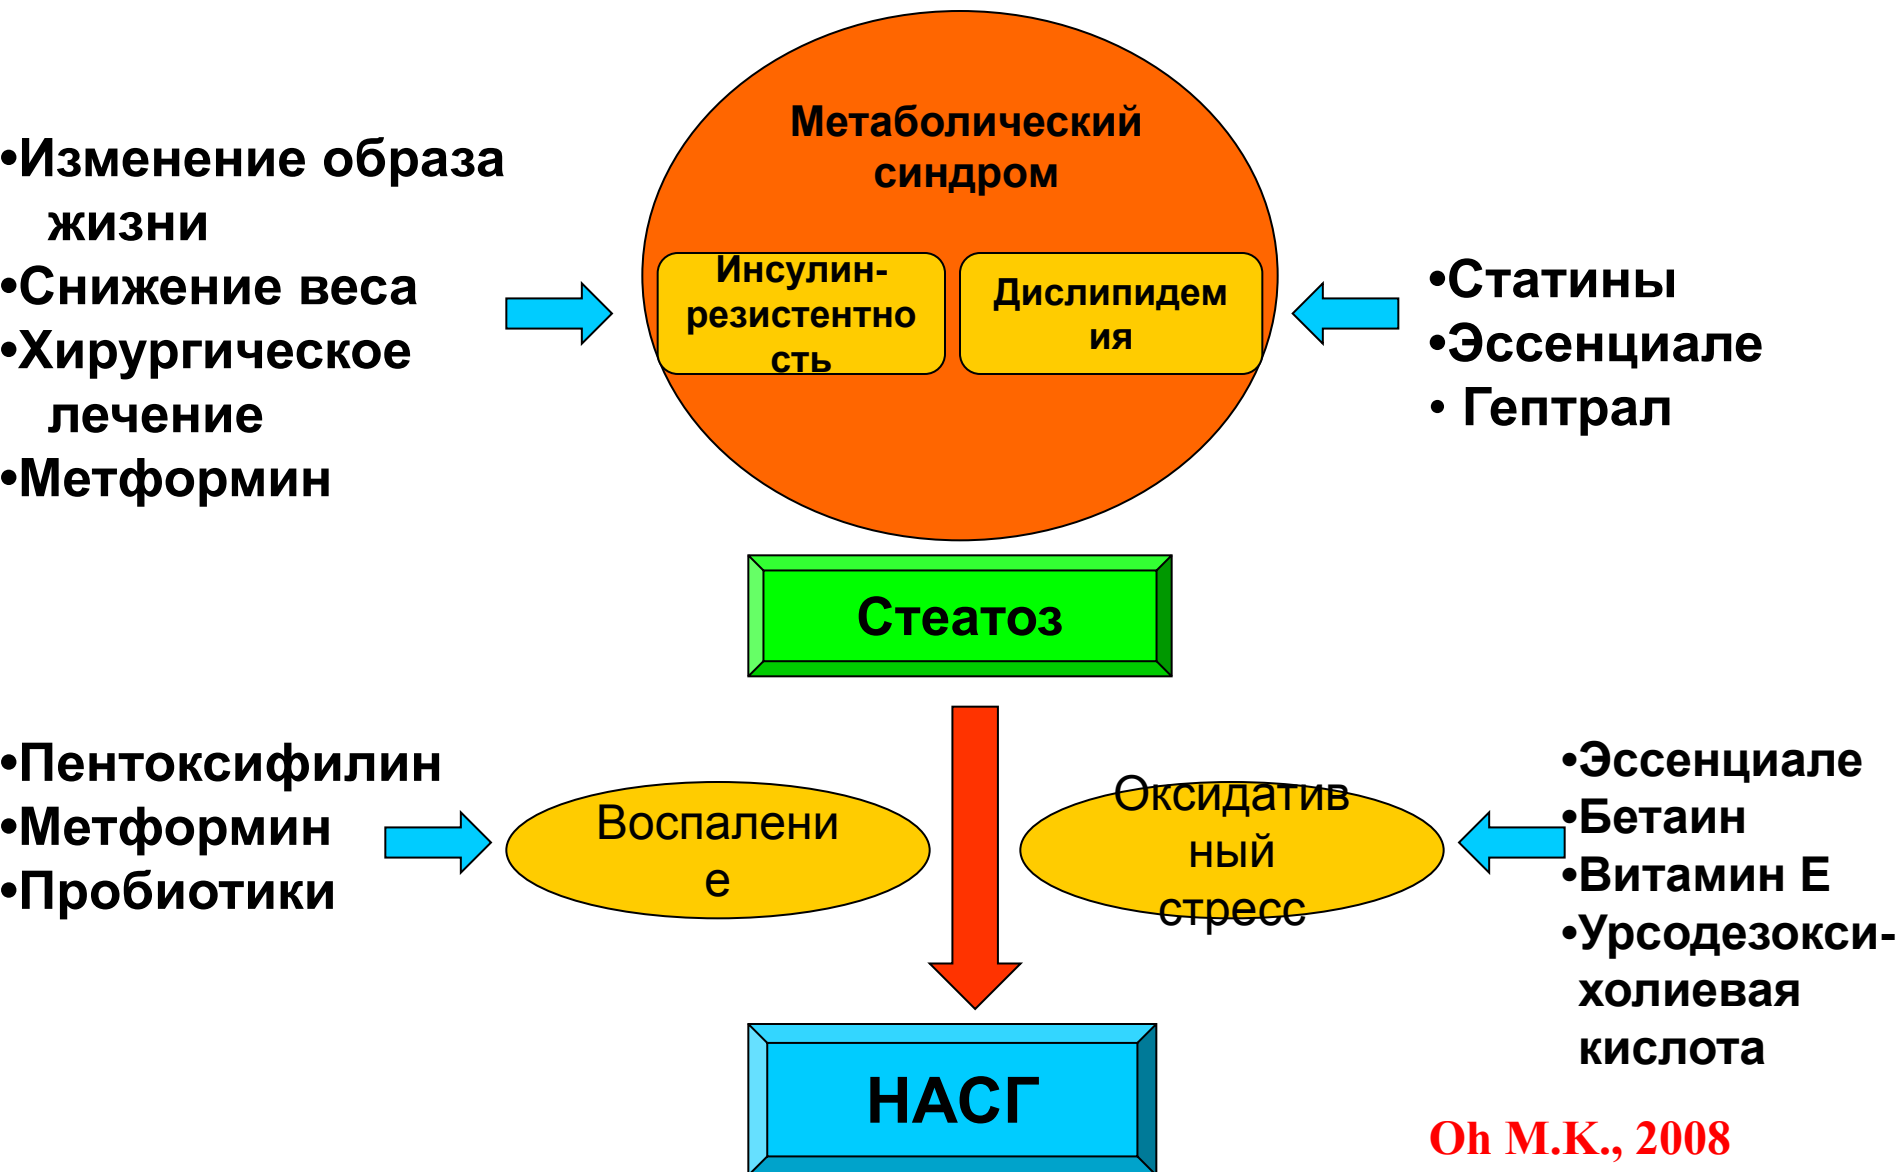 Метаболический
синдром
•Изменение образа
жизни
•Снижение веса
•Хирургическое
лечение
•Метформин
Инсулин-
резистентно
сть
Дислипидем
ия
•Статины
•Эссенциале
• Гептрал
Стеатоз
•Пентоксифилин
•Метформин
•Пробиотики
Воспалени
е
Оксидатив
ный
стресс
•Эссенциале
•Бетаин
•Витамин Е
•Урсодезокси-
холиевая
кислота
НАСГ
Oh M.K., 2008